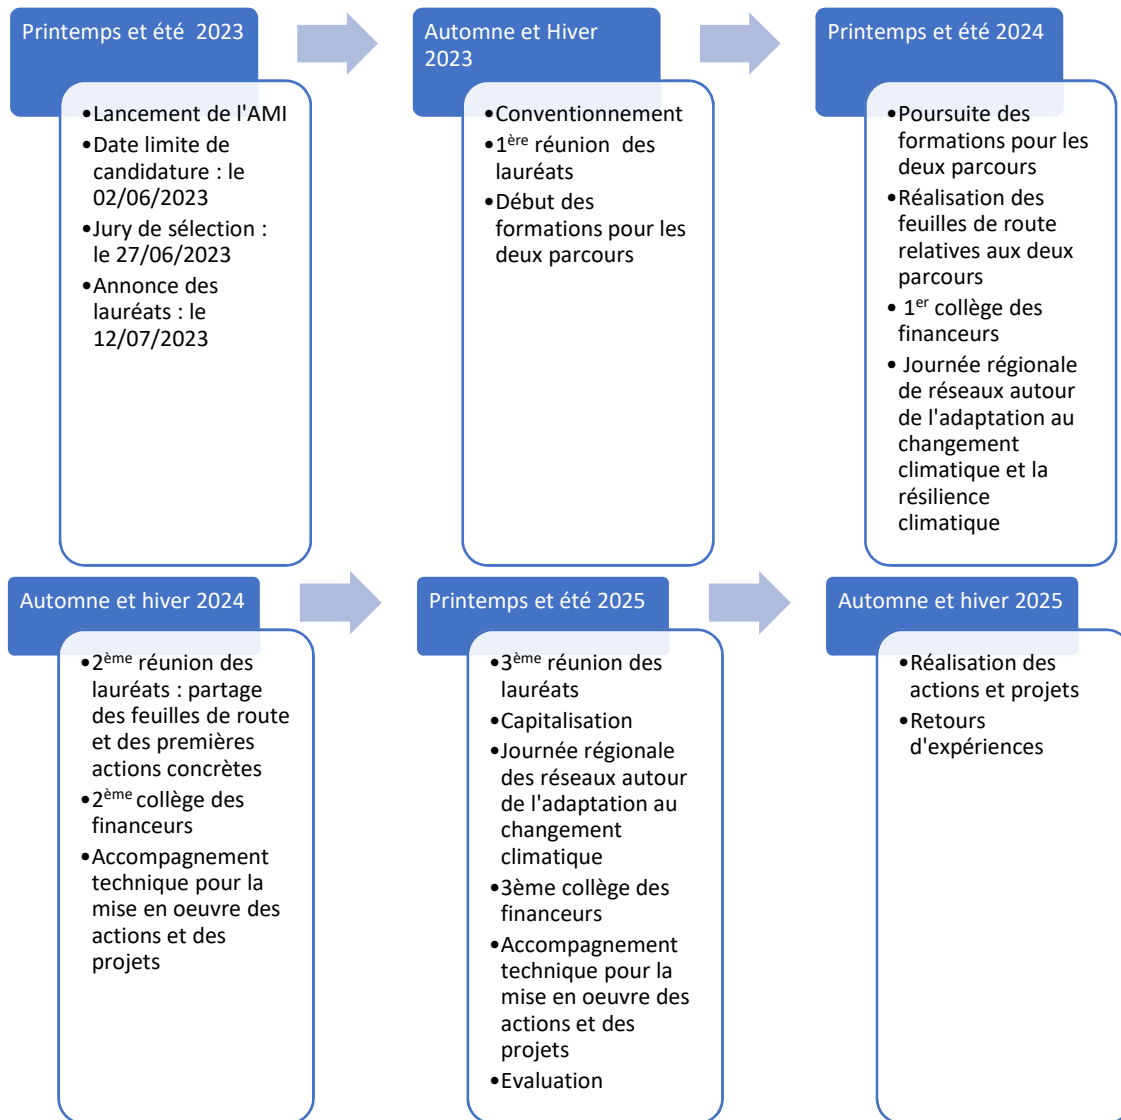 Printemps et été  2023
•Lancement de l'AMI
•Date limite de
candidature : le
02/06/2023
•Jury de sélection :
le 27/06/2023
•Annonce des
lauréats : le
12/07/2023
Automne et Hiver
2023
•Conventionnement
•1ère réunion  des
lauréats
•Début des
formations pour les
deux parcours
Printemps et été 2024
•Poursuite des
formations pour les
deux parcours
•Réalisation des
feuilles de route
relatives aux deux
parcours
• 1er collège des
financeurs
• Journée régionale
de réseaux autour
de l'adaptation au
changement
climatique et la
résilience
climatique
Automne et hiver 2024
•2ème réunion des
lauréats : partage
des feuilles de route
et des premières
actions concrètes
•2ème collège des
financeurs
•Accompagnement
technique pour la
mise en oeuvre des
actions et des
projets
Printemps et été 2025
•3ème réunion des
lauréats
•Capitalisation
•Journée régionale
des réseaux autour
de l'adaptation au
changement
climatique
•3ème collège des
financeurs
•Accompagnement
technique pour la
mise en oeuvre des
actions et des
projets
•Evaluation
Automne et hiver 2025
•Réalisation des
actions et projets
•Retours
d'expériences